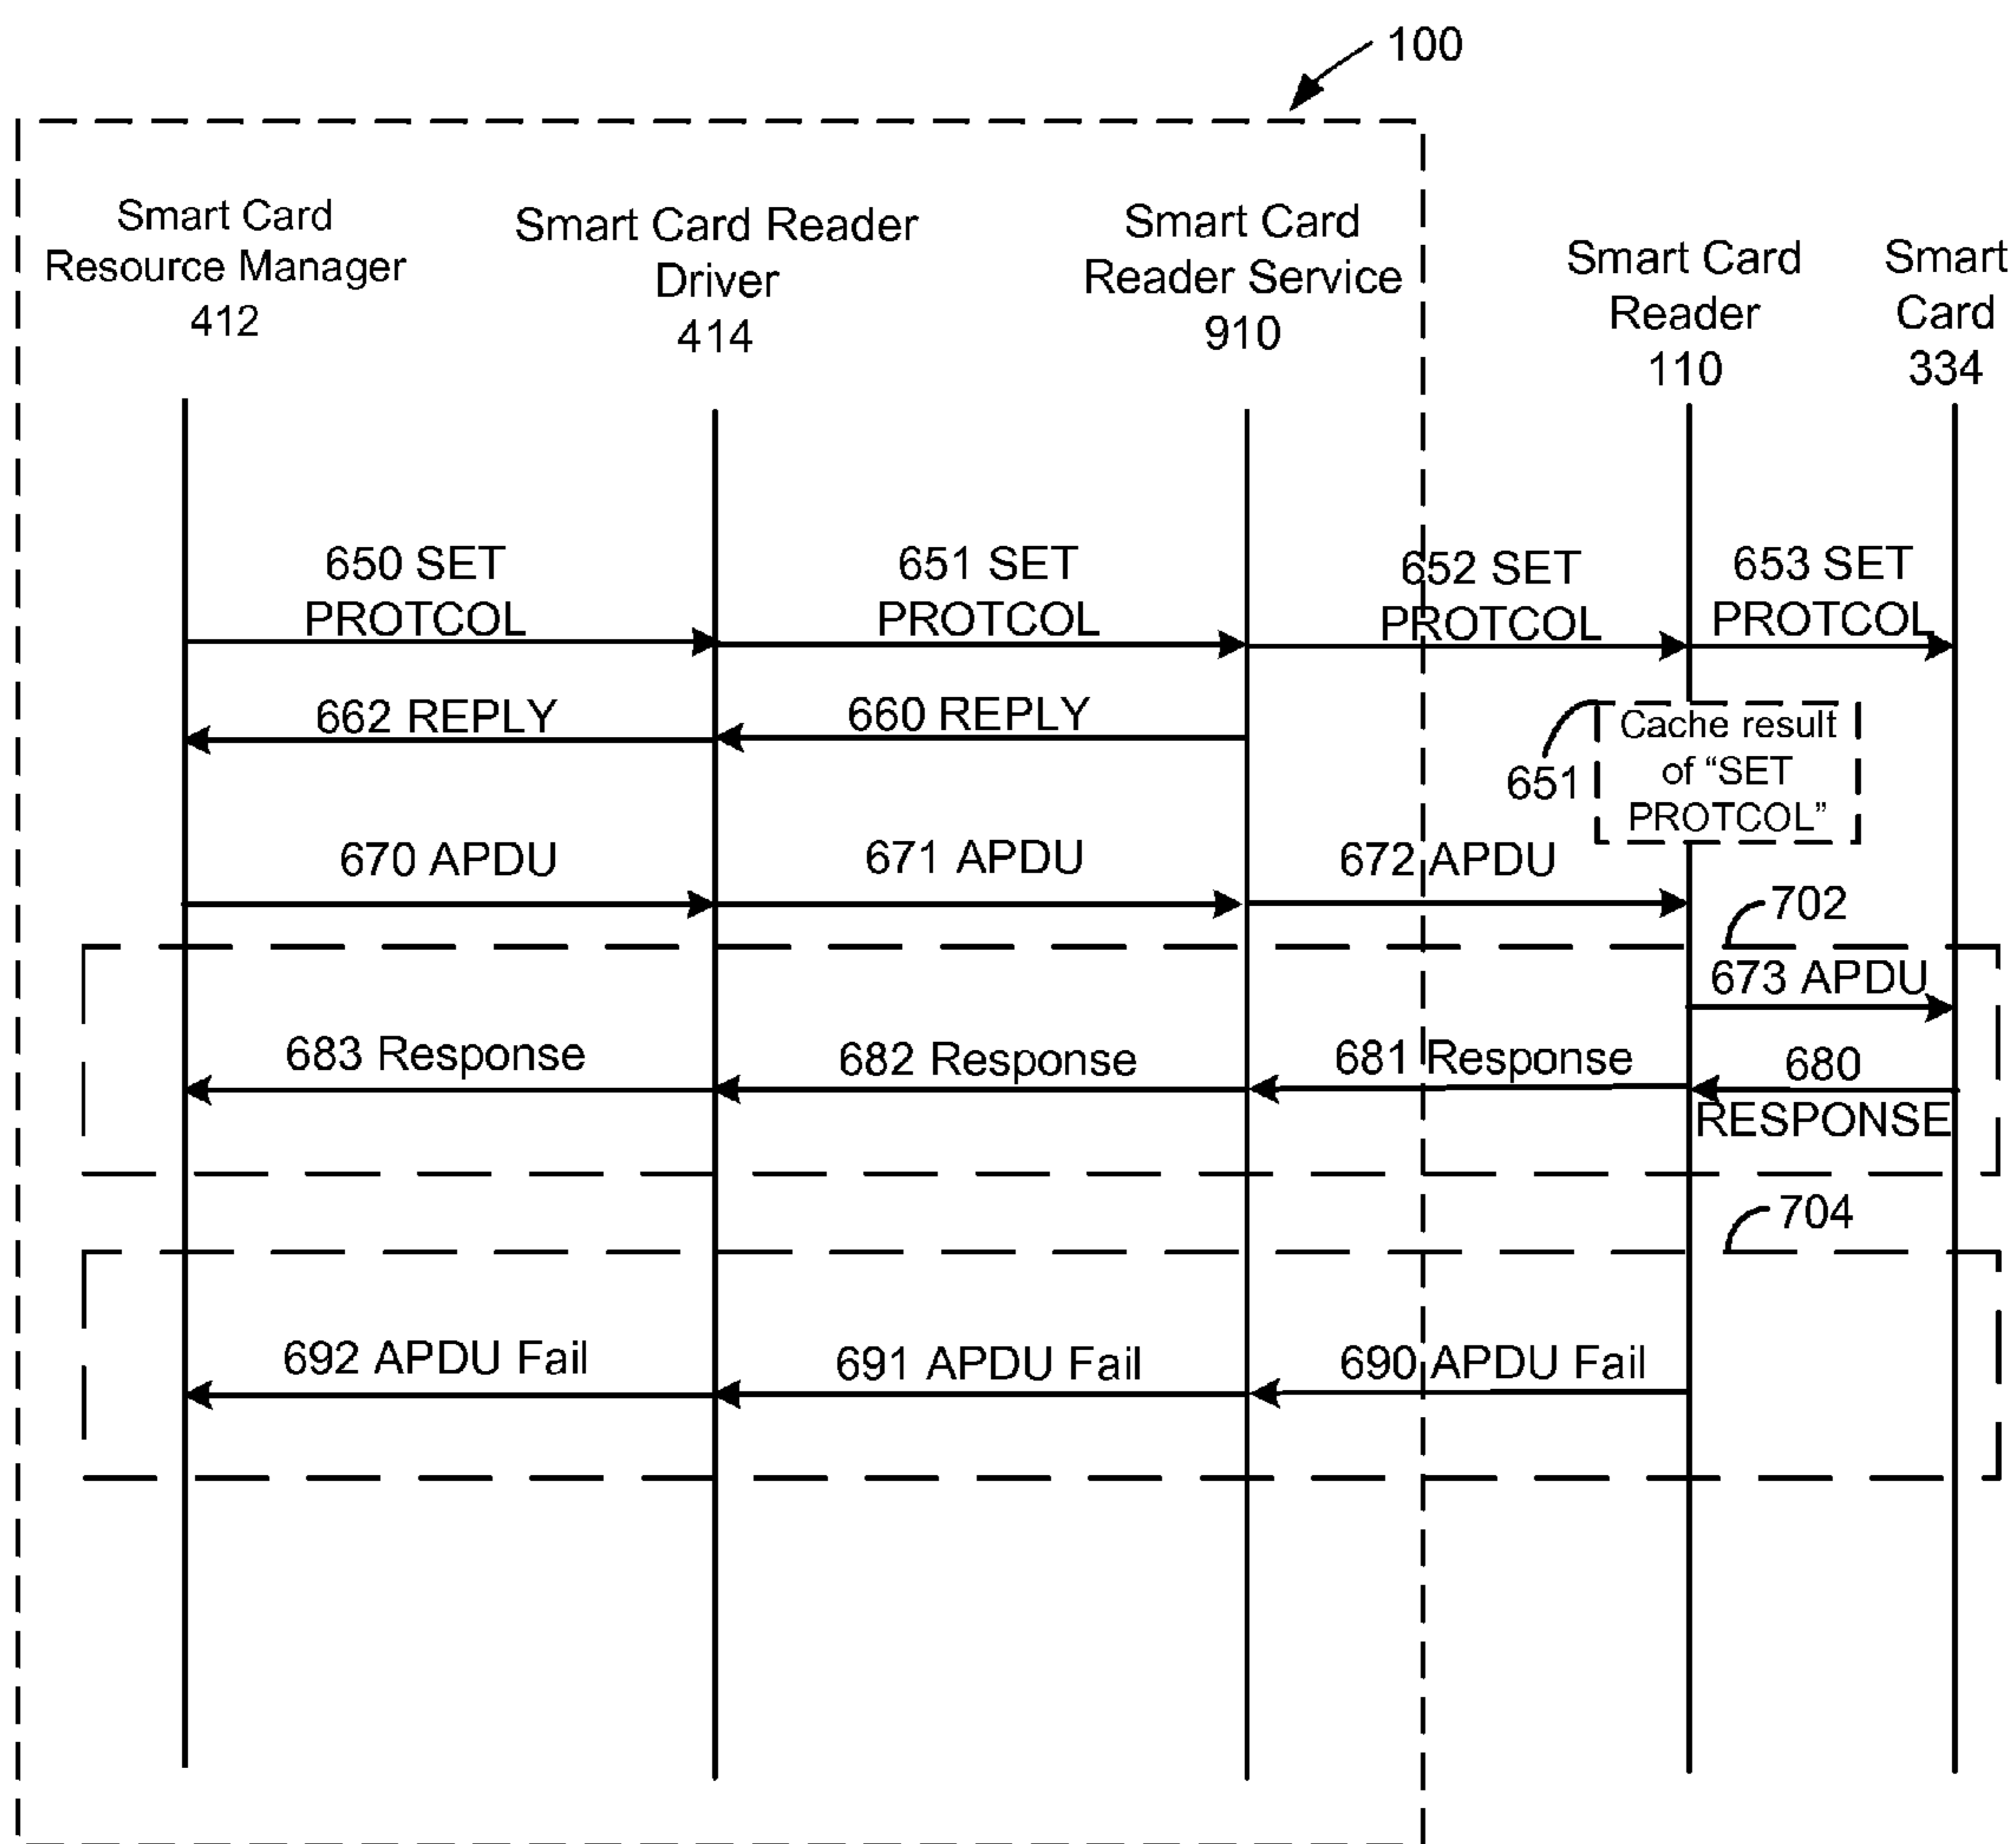 100
Smart Card
Resource Manager
412
Smart Card Reader
Driver
414
Smart Card
Reader Service
910
Smart Card
Reader
110
Smart
Card
334
650 SET
PROTCOL
651 SET
PROTCOL
652 SET
PROTCOL
653 SET
PROTCOL
662 REPLY
660 REPLY
651
Cache result
of “SET
PROTCOL”
670 APDU
671 APDU
672 APDU
702
673 APDU
683 Response
682 Response
681 Response
680
RESPONSE
704
692 APDU Fail
691 APDU Fail
690 APDU Fail